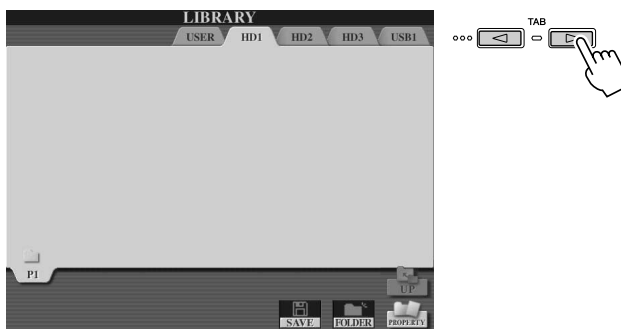 LIBRARY
USER HD1 HD2 HD3 USB1
TAB
P1
UP
SAVE FOLDER PROPERTY